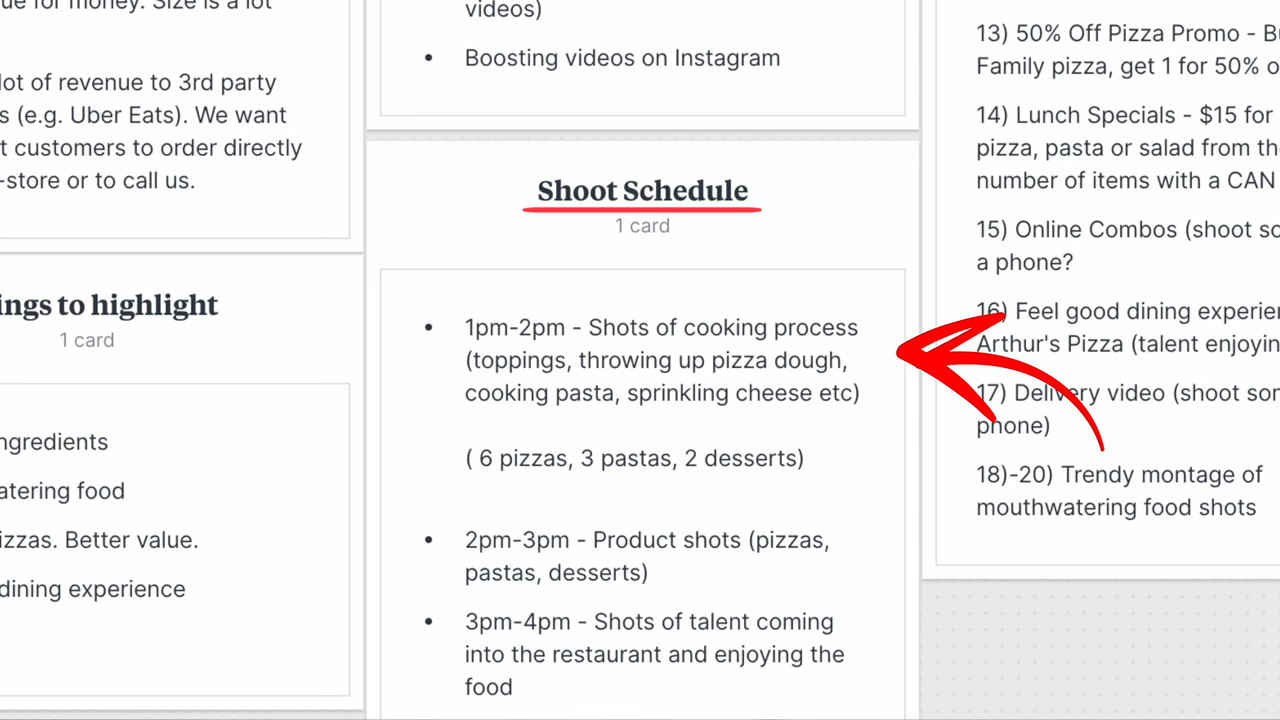 ue for money. Size is a lot
lot of revenue to 3rd party
s (e.g. Uber Eats). We want
t customers to order directly
-store or to call us.
ings to highlight
1 card
ngredients
atering food
izzas. Better value.
dining experience
videos)
• Boosting videos on Instagram
Shoot Schedule
1 card
• 1pm-2pm - Shots of cooking process
(toppings, throwing up pizza dough,
cooking pasta, sprinkling cheese etc)
( 6 pizzas, 3 pastas, 2 desserts)
• 2pm-3pm - Product shots (pizzas,
pastas, desserts)
• 3pm-4pm - Shots of talent coming
into the restaurant and enjoying the
food
13) 50% Off Pizza Promo - Bu
Family pizza, get 1 for 50% o
14) Lunch Specials - $15 for
pizza, pasta or salad from th
number of items with a CAN
15) Online Combos (shoot so
a phone?
16) Feel good dining experien
Arthur's Pizza (talent enjoyin
17) Delivery video (shoot som
phone)
18)-20) Trendy montage of
mouthwatering food shots